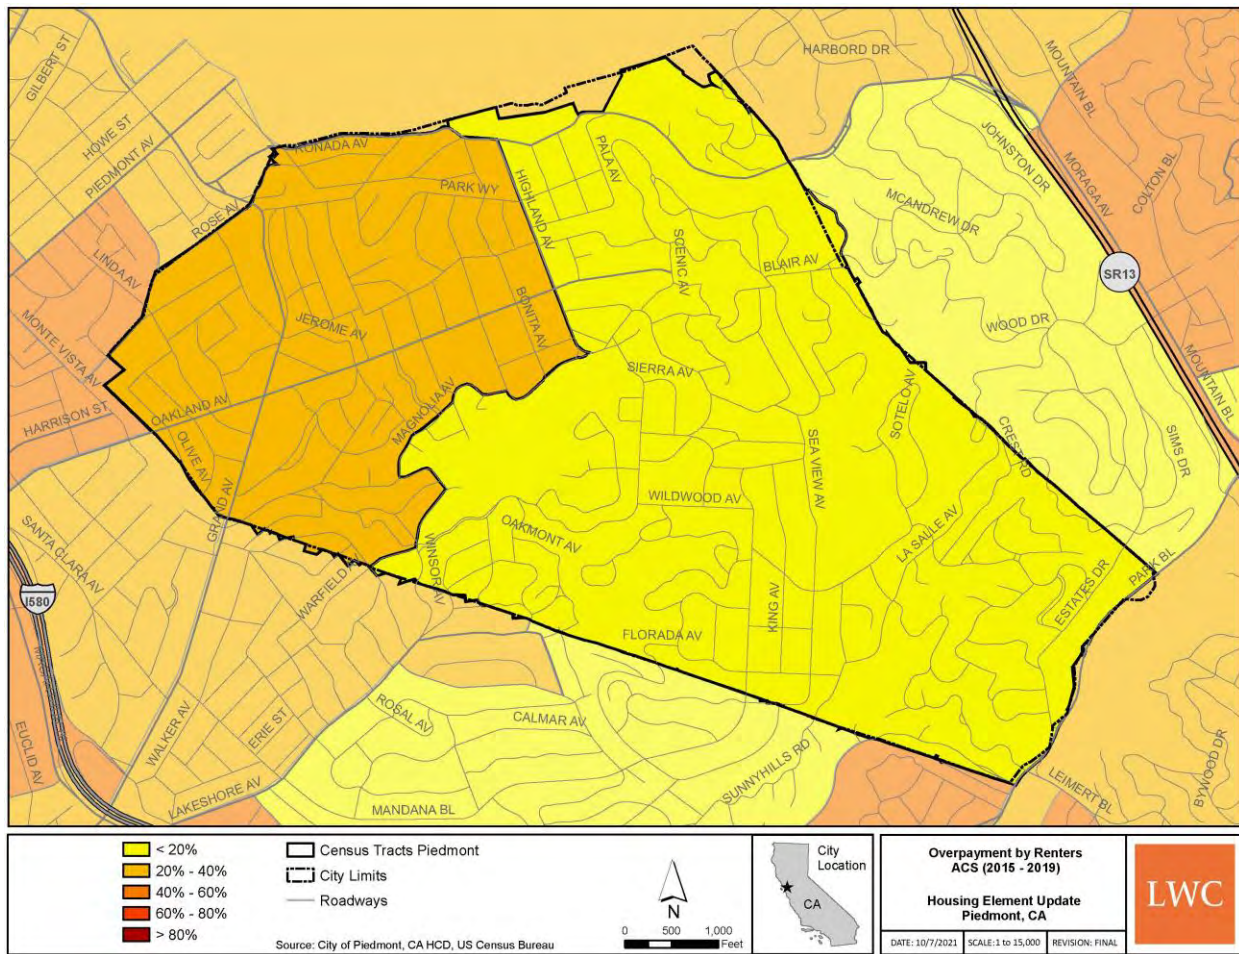 HARBORD DR
MOUNTAIN BL
GILBERT ST
HOWE ST
PIEDMONT AV
RONADA AV
PARK WY
HIGHLAND AV
PALA AV
JOHNSTON DR
MORAGA AV
COLTON BL
MCANDREW DR
ROSE AV
LINDA AV
SCENIC AV
BLAIR AV
SR13
MONTE VISTA AV
JEROME AV
BONITA AV
WOOD DR
MOUNTAIN BL
SIERRA AV
HARRISON ST
OAKLAND AV
MAGNOLIA AV
OLIVE AV
SEA VIEW AV
SOTELO AV
CREST RD
SIMS DR
GRAND AV
WILDWOOD AV
SANTA CLARA AV
OAKMONT AV
LA SALLE AV
WINSOR AV
WARFIELD
PARK BL
ESTATES DR
I580
KING AV
FLORADA AV
ROSAL AV
CALMAR AV
WALKER AV
ERIE ST
EUCLID AV
SUNNYHILLS RD
LAKESHORE AV
MANDANA BL
LEIMERT BL
BYWOOD DR
< 20%
20% - 40%
40% - 60%
60% - 80%
> 80%
Census Tracts Piedmont
City Limits
Roadways
Source: City of Piedmont, CA HCD, US Census Bureau
N
0 500 1,000
Feet
City
Location
CA
Overpayment by Renters
ACS (2015 - 2019)
Housing Element Update
Piedmont, CA
DATE: 10/7/2021 SCALE:1 to 15,000 REVISION: FINAL
LWC